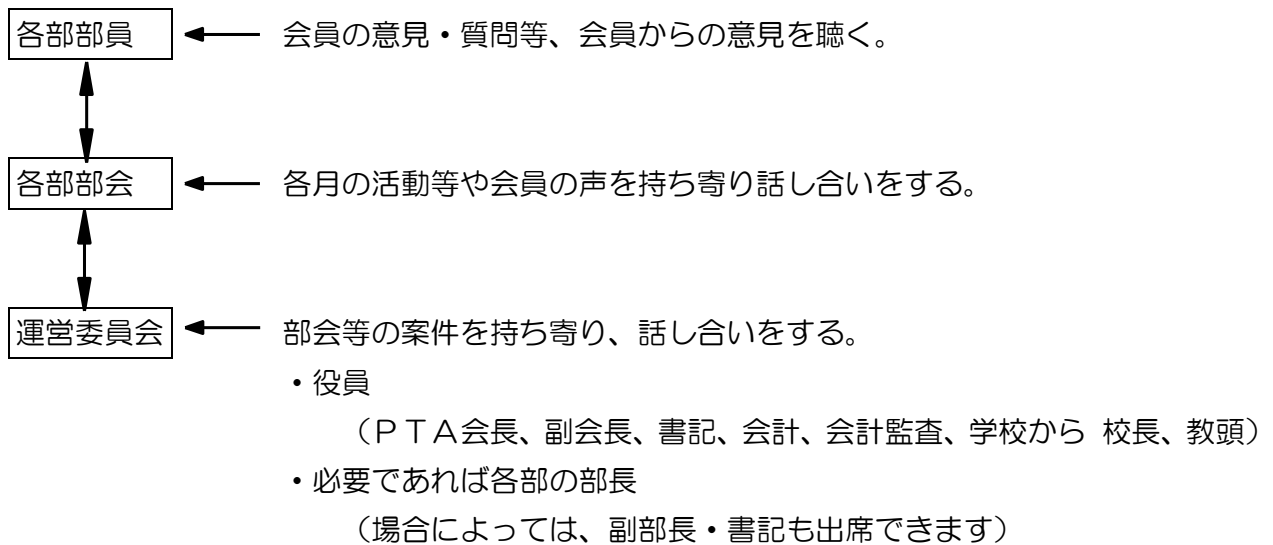 各部部員 会員の意見・質問等、会員からの意見を聴く。
各部部会 各月の活動等や会員の声を持ち寄り話し合いをする。
運営委員会 部会等の案件を持ち寄り、話し合いをする。
・役員
（ＰＴＡ会長、副会長、書記、会計、会計監査、学校から 校長、教頭）
・必要であれば各部の部長
（場合によっては、副部長・書記も出席できます）